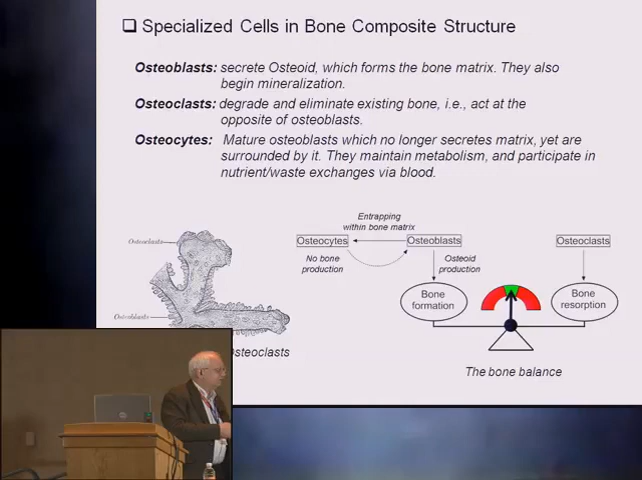 Specialized Cells in Bone Composite Structure
Osteoblasts: secrete Osteoid, which forms the bone matrix. They also
begin mineralization.
Osteoclasts: degrade and eliminate existing bone, i.e., act at the
opposite of osteoblasts.
Osteocytes: Mature osteoblasts which no longer secretes matrix, yet are
surrounded by it. They maintain metabolism, and participate in
nutrient/waste exchanges via blood.
Osteoclasts
Osteoblasts
Osteoclasts
Entrapping
within bone matrix
Osteocytes
Osteoblasts
Osteoclasts
No bone
production
Osteoid
production
Bone
formation
Bone
resorption
The bone balance